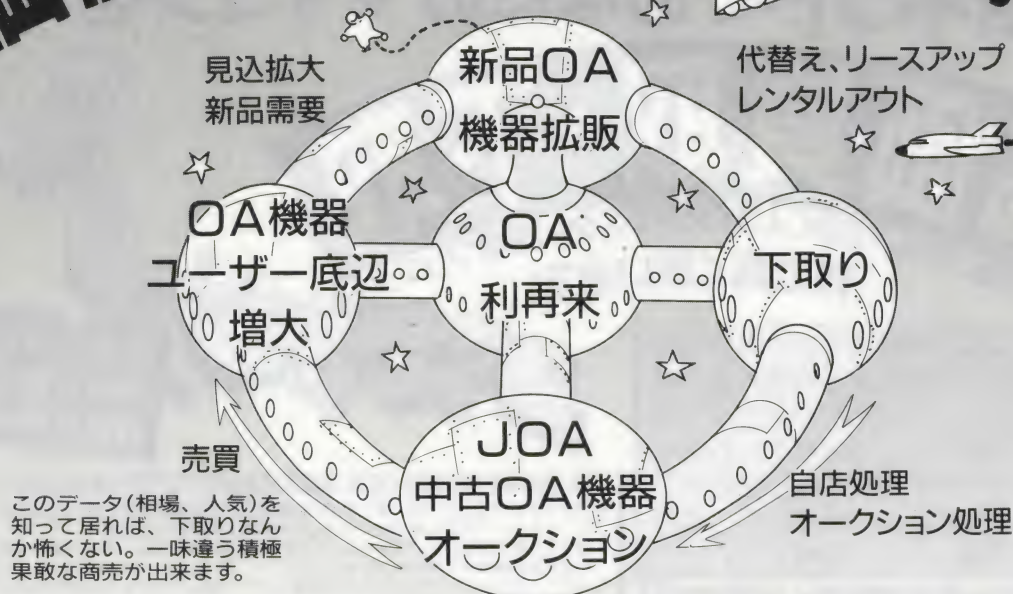 見込拡大
新品需要
新品OA
機器拡販
代替え、リースアップ
レンタルアウト
OA機器
ユーザー底辺
増大
OA
利再来
下取り
売買
JOA
中古OA機器
オークション
自店処理
オークション処理
このデータ(相場、人気)を
知って居れば、下取りなん
か怖くない。一味違う積極
果敢な商売が出来ます。